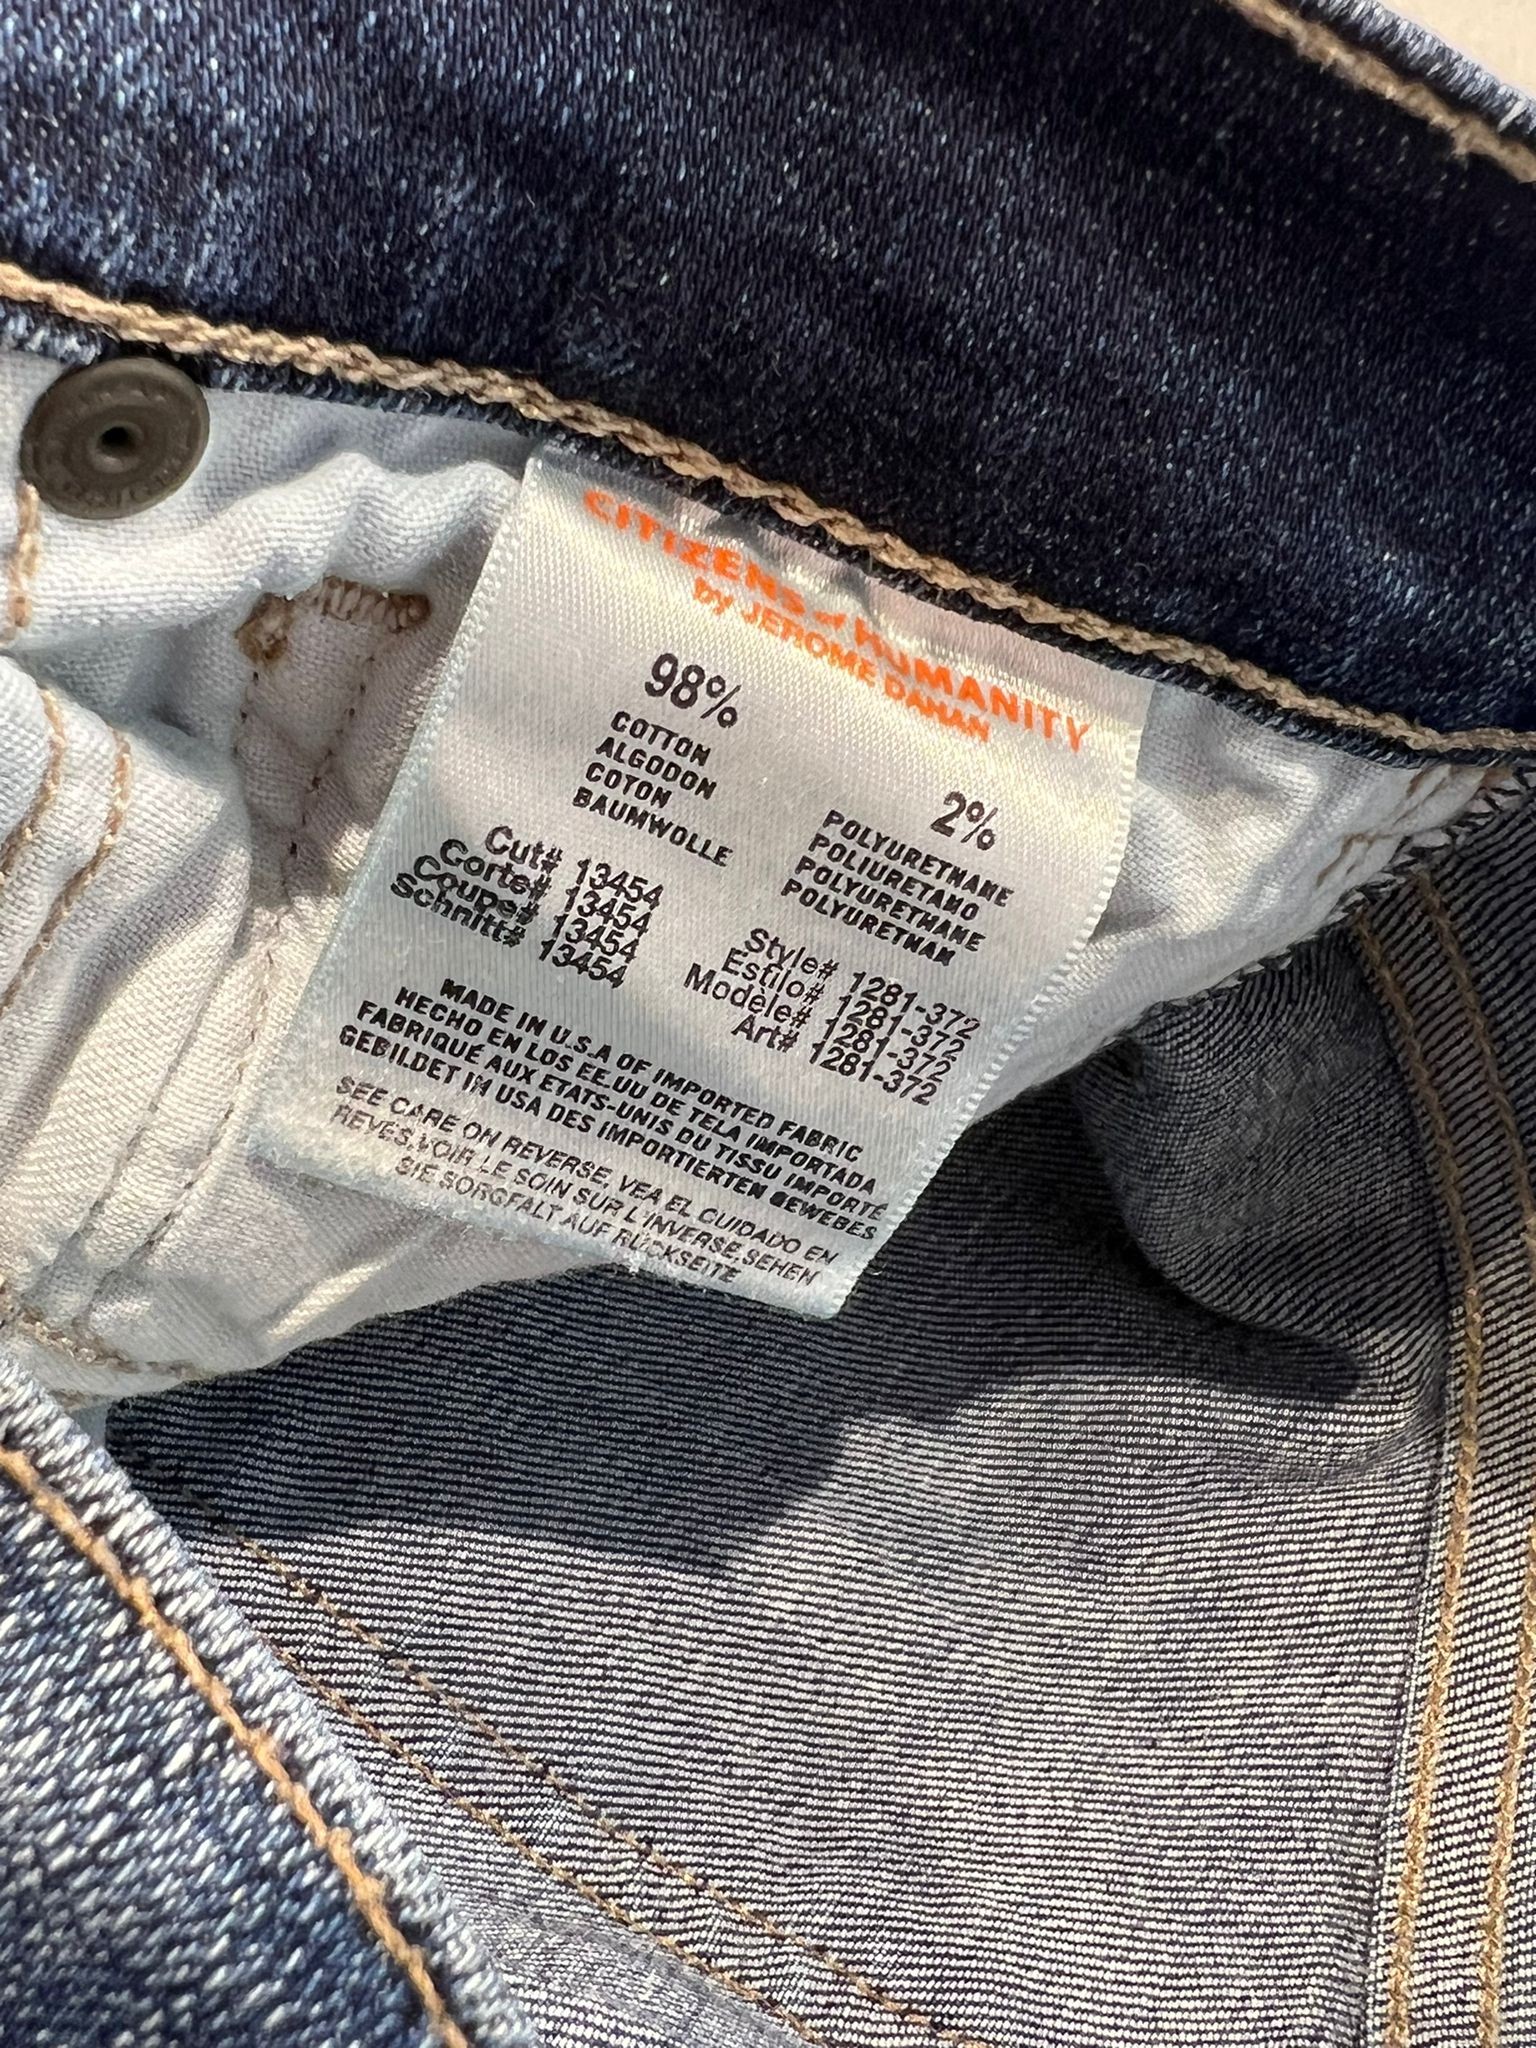 CITIZENS of HUMANITY
by JEROME DAHAN
98%
COTTON
ALGODON
COTON
BAUMWOLLE
2%
POLYURETHANE
POLIURETANO
POLYURETHANE
POLYURETHAN
Cut# 13454
Corte# 13454
Coupe# 13454
Schnitt# 13454
Style# 1281-372
Estilo# 1281-372
Modèle# 1281-372
Art# 1281-372
MADE IN U.S.A OF IMPORTED FABRIC
HECHO EN LOS EE.UU DE TELA IMPORTADA
FABRIQUÉ AUX ETATS-UNIS DU TISSU IMPORTÉ
GEBILDET IN USA DES IMPORTIERTEN GEWEBES
SEE CARE ON REVERSE, VEA EL CUIDADO EN
REVES,VOIR LE SOIN SUR L'INVERSE,SEHEN
SIE SORGFALT AUF RÜCKSEITE